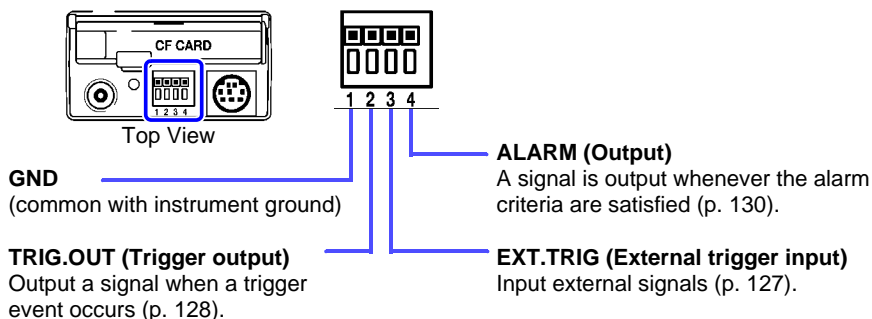 CF CARD
1 2 3 4
Top View
1 2 3 4
GND
(common with instrument ground)
TRIG.OUT (Trigger output)
Output a signal when a trigger
event occurs (p. 128).
ALARM (Output)
A signal is output whenever the alarm
criteria are satisfied (p. 130).
EXT.TRIG (External trigger input)
Input external signals (p. 127).